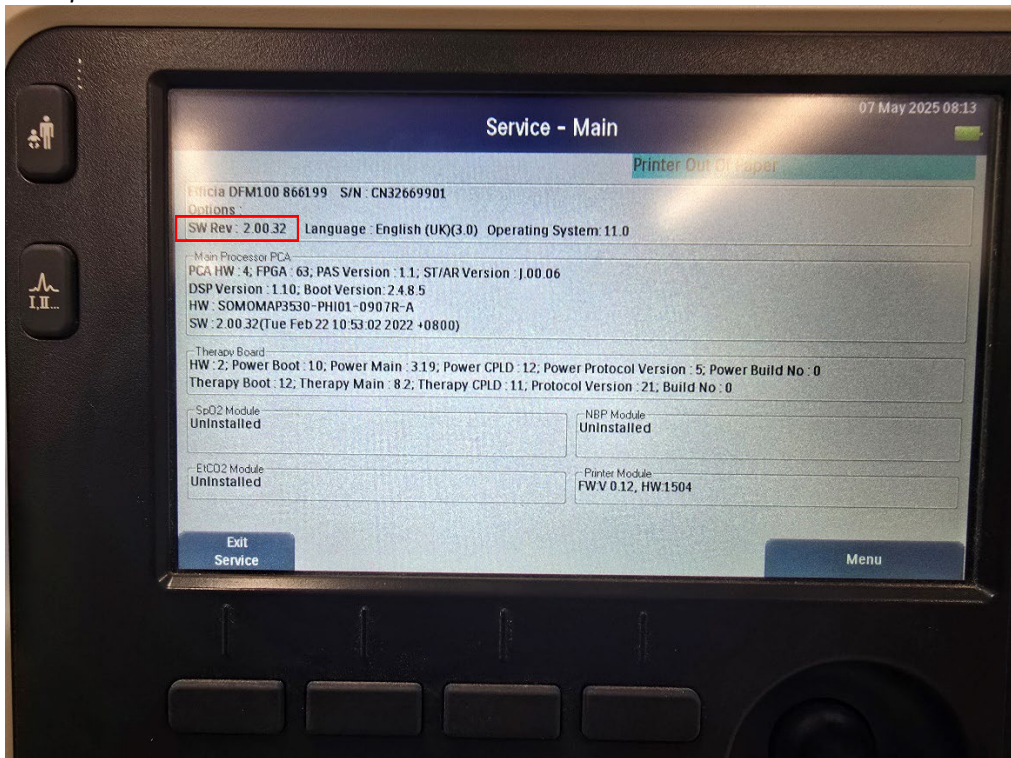 07 May 2025 08:13
Service - Main
Printer Out Of Paper
Efficia DFM100 866199 S/N : CN32669901
Options :
SW Rev : 2.00.32 Language : English (UK)(3.0) Operating System: 11.0
Main Processor PCA
PCA HW : 4; FPGA : 63; PAS Version : 1.1; ST/AR Version : J.00.06
DSP Version : 1.10; Boot Version: 2.4.8.5
HW : SOMOMAP3530-PHI01-0907R-A
SW : 2.00.32(Tue Feb 22 10:53:02 2022 +0800)
Therapy Board
HW : 2; Power Boot : 10; Power Main : 3.19; Power CPLD : 12; Power Protocol Version : 5; Power Build No : 0
Therapy Boot : 12; Therapy Main : 8.2; Therapy CPLD : 11; Protocol Version : 21; Build No : 0
SpO2 Module
Uninstalled
NBP Module
Uninstalled
EtCO2 Module
Uninstalled
Printer Module
FW:V 0.12, HW:1504
Exit
Service
Menu
I,II...